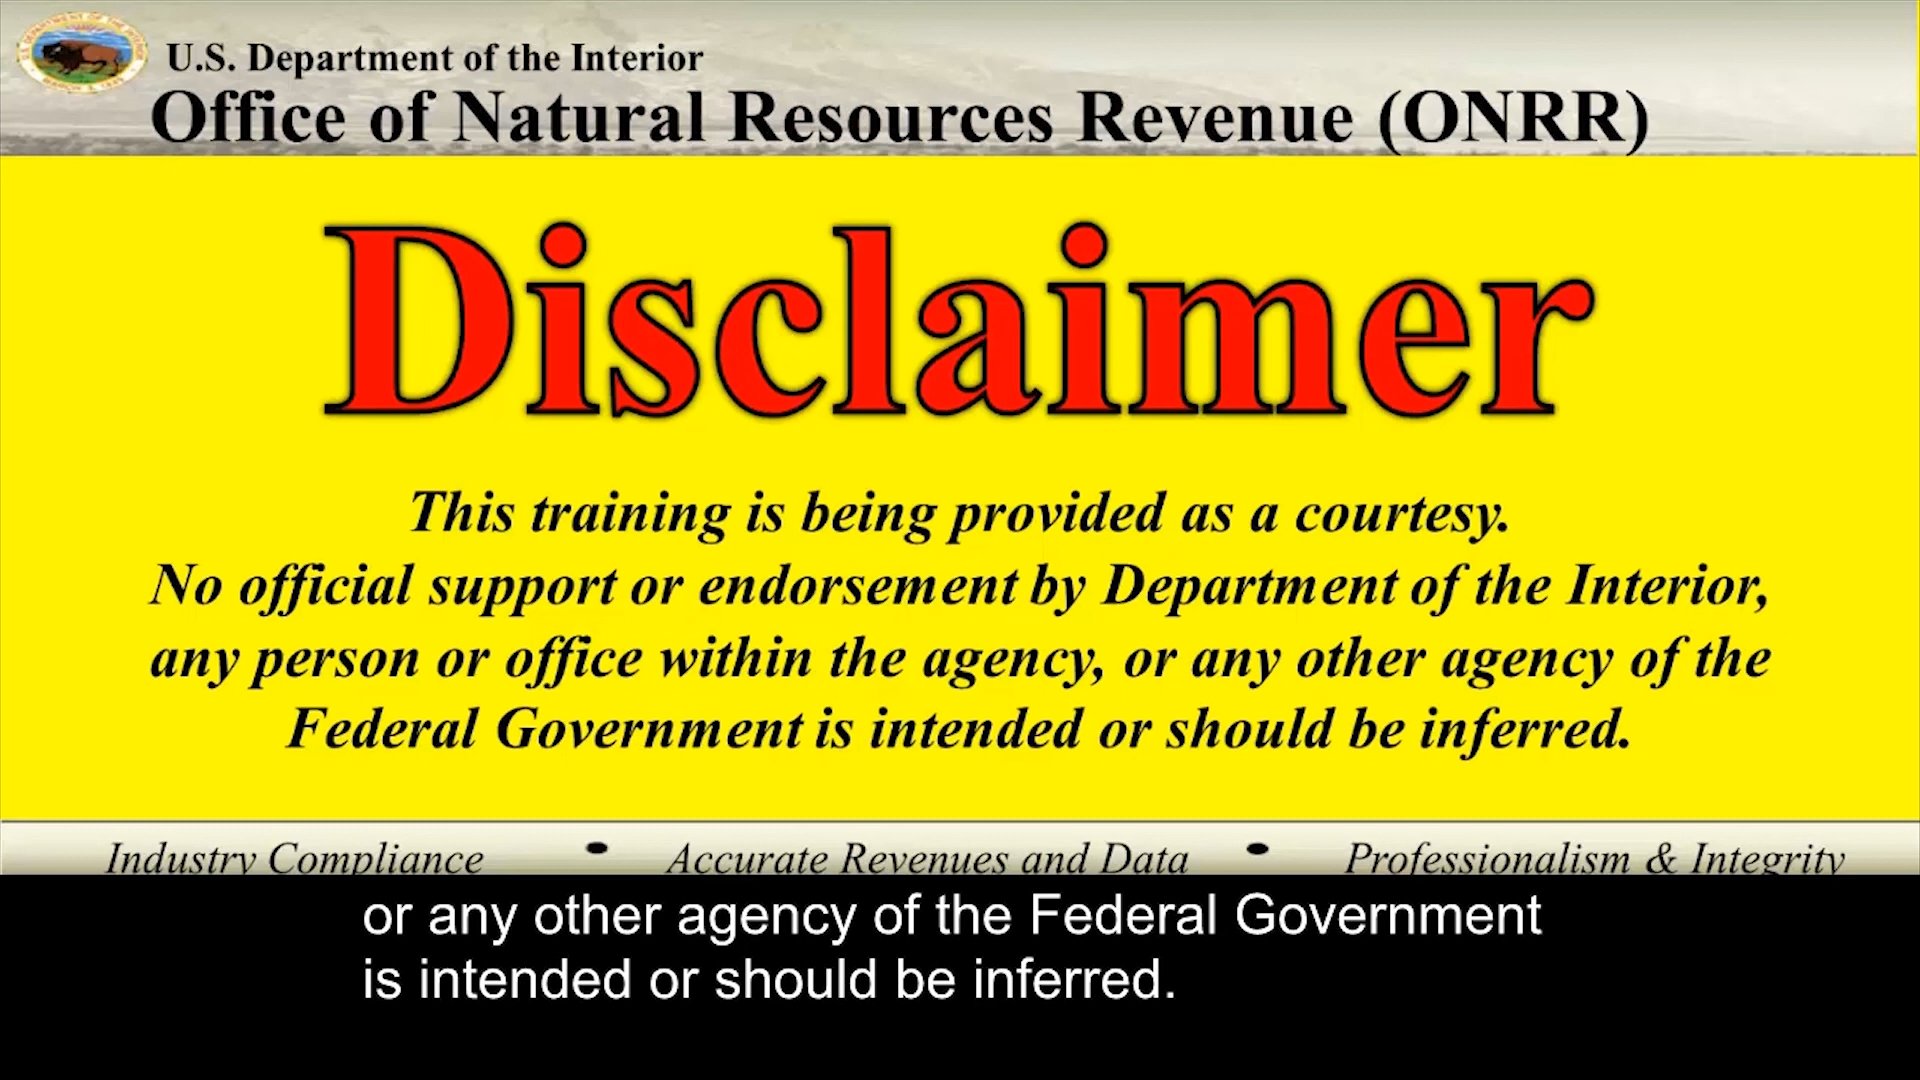 U.S. Department of the Interior
Office of Natural Resources Revenue (ONRR)
Disclaimer
This training is being provided as a courtesy.
No official support or endorsement by Department of the Interior,
any person or office within the agency, or any other agency of the
Federal Government is intended or should be inferred.
Industry Compliance • Accurate Revenues and Data • Professionalism & Integrity
or any other agency of the Federal Government
is intended or should be inferred.